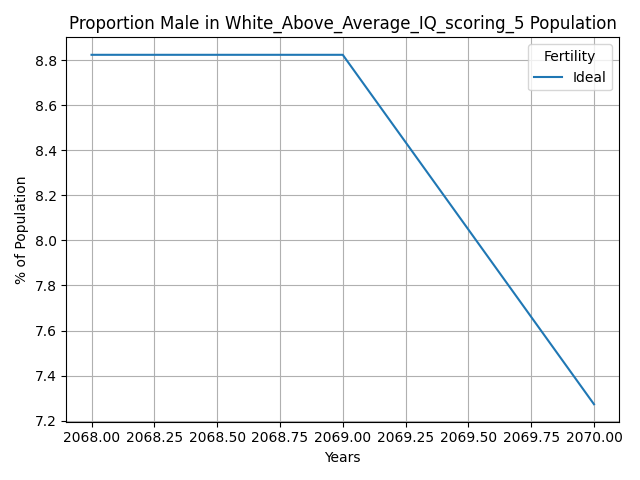 Proportion Male in White_Above_Average_IQ_scoring_5 Population
Fertility
Ideal
8.8
8.6
8.4
8.2
8.0
7.8
7.6
7.4
7.2
% of Population
2068.00 2068.25 2068.50 2068.75 2069.00 2069.25 2069.50 2069.75 2070.00
Years